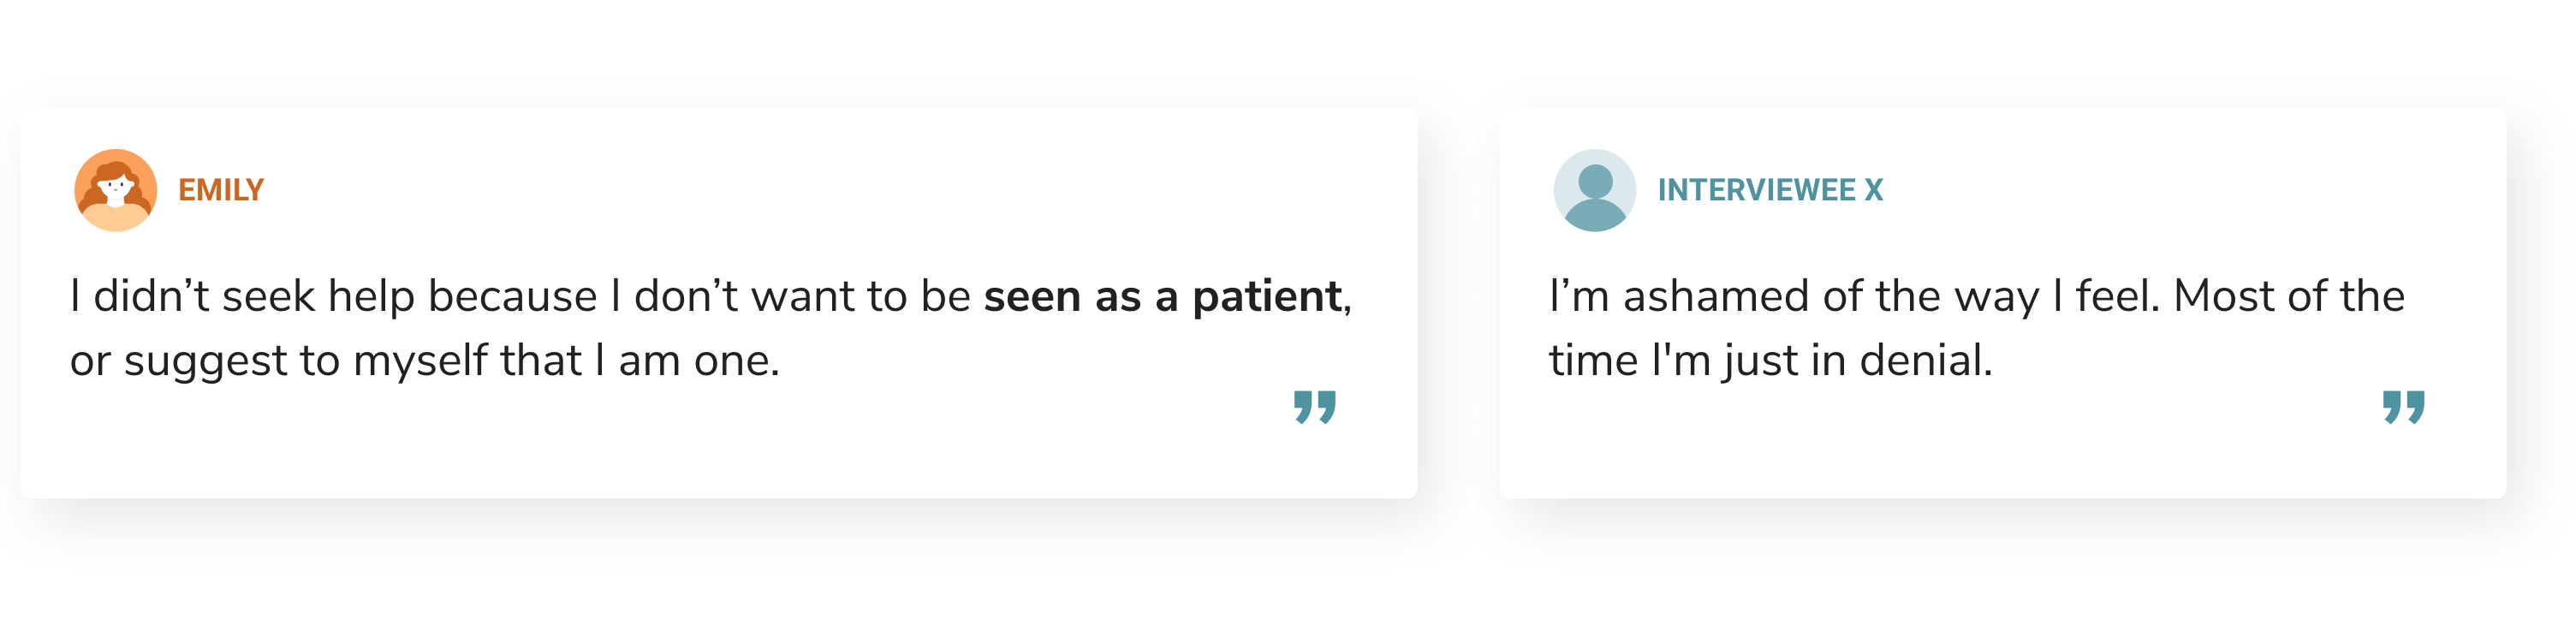 EMILY
I didn’t seek help because I don’t want to be seen as a patient,
or suggest to myself that I am one.
”
INTERVIEWEE X
I’m ashamed of the way I feel. Most of the
time I'm just in denial.
”